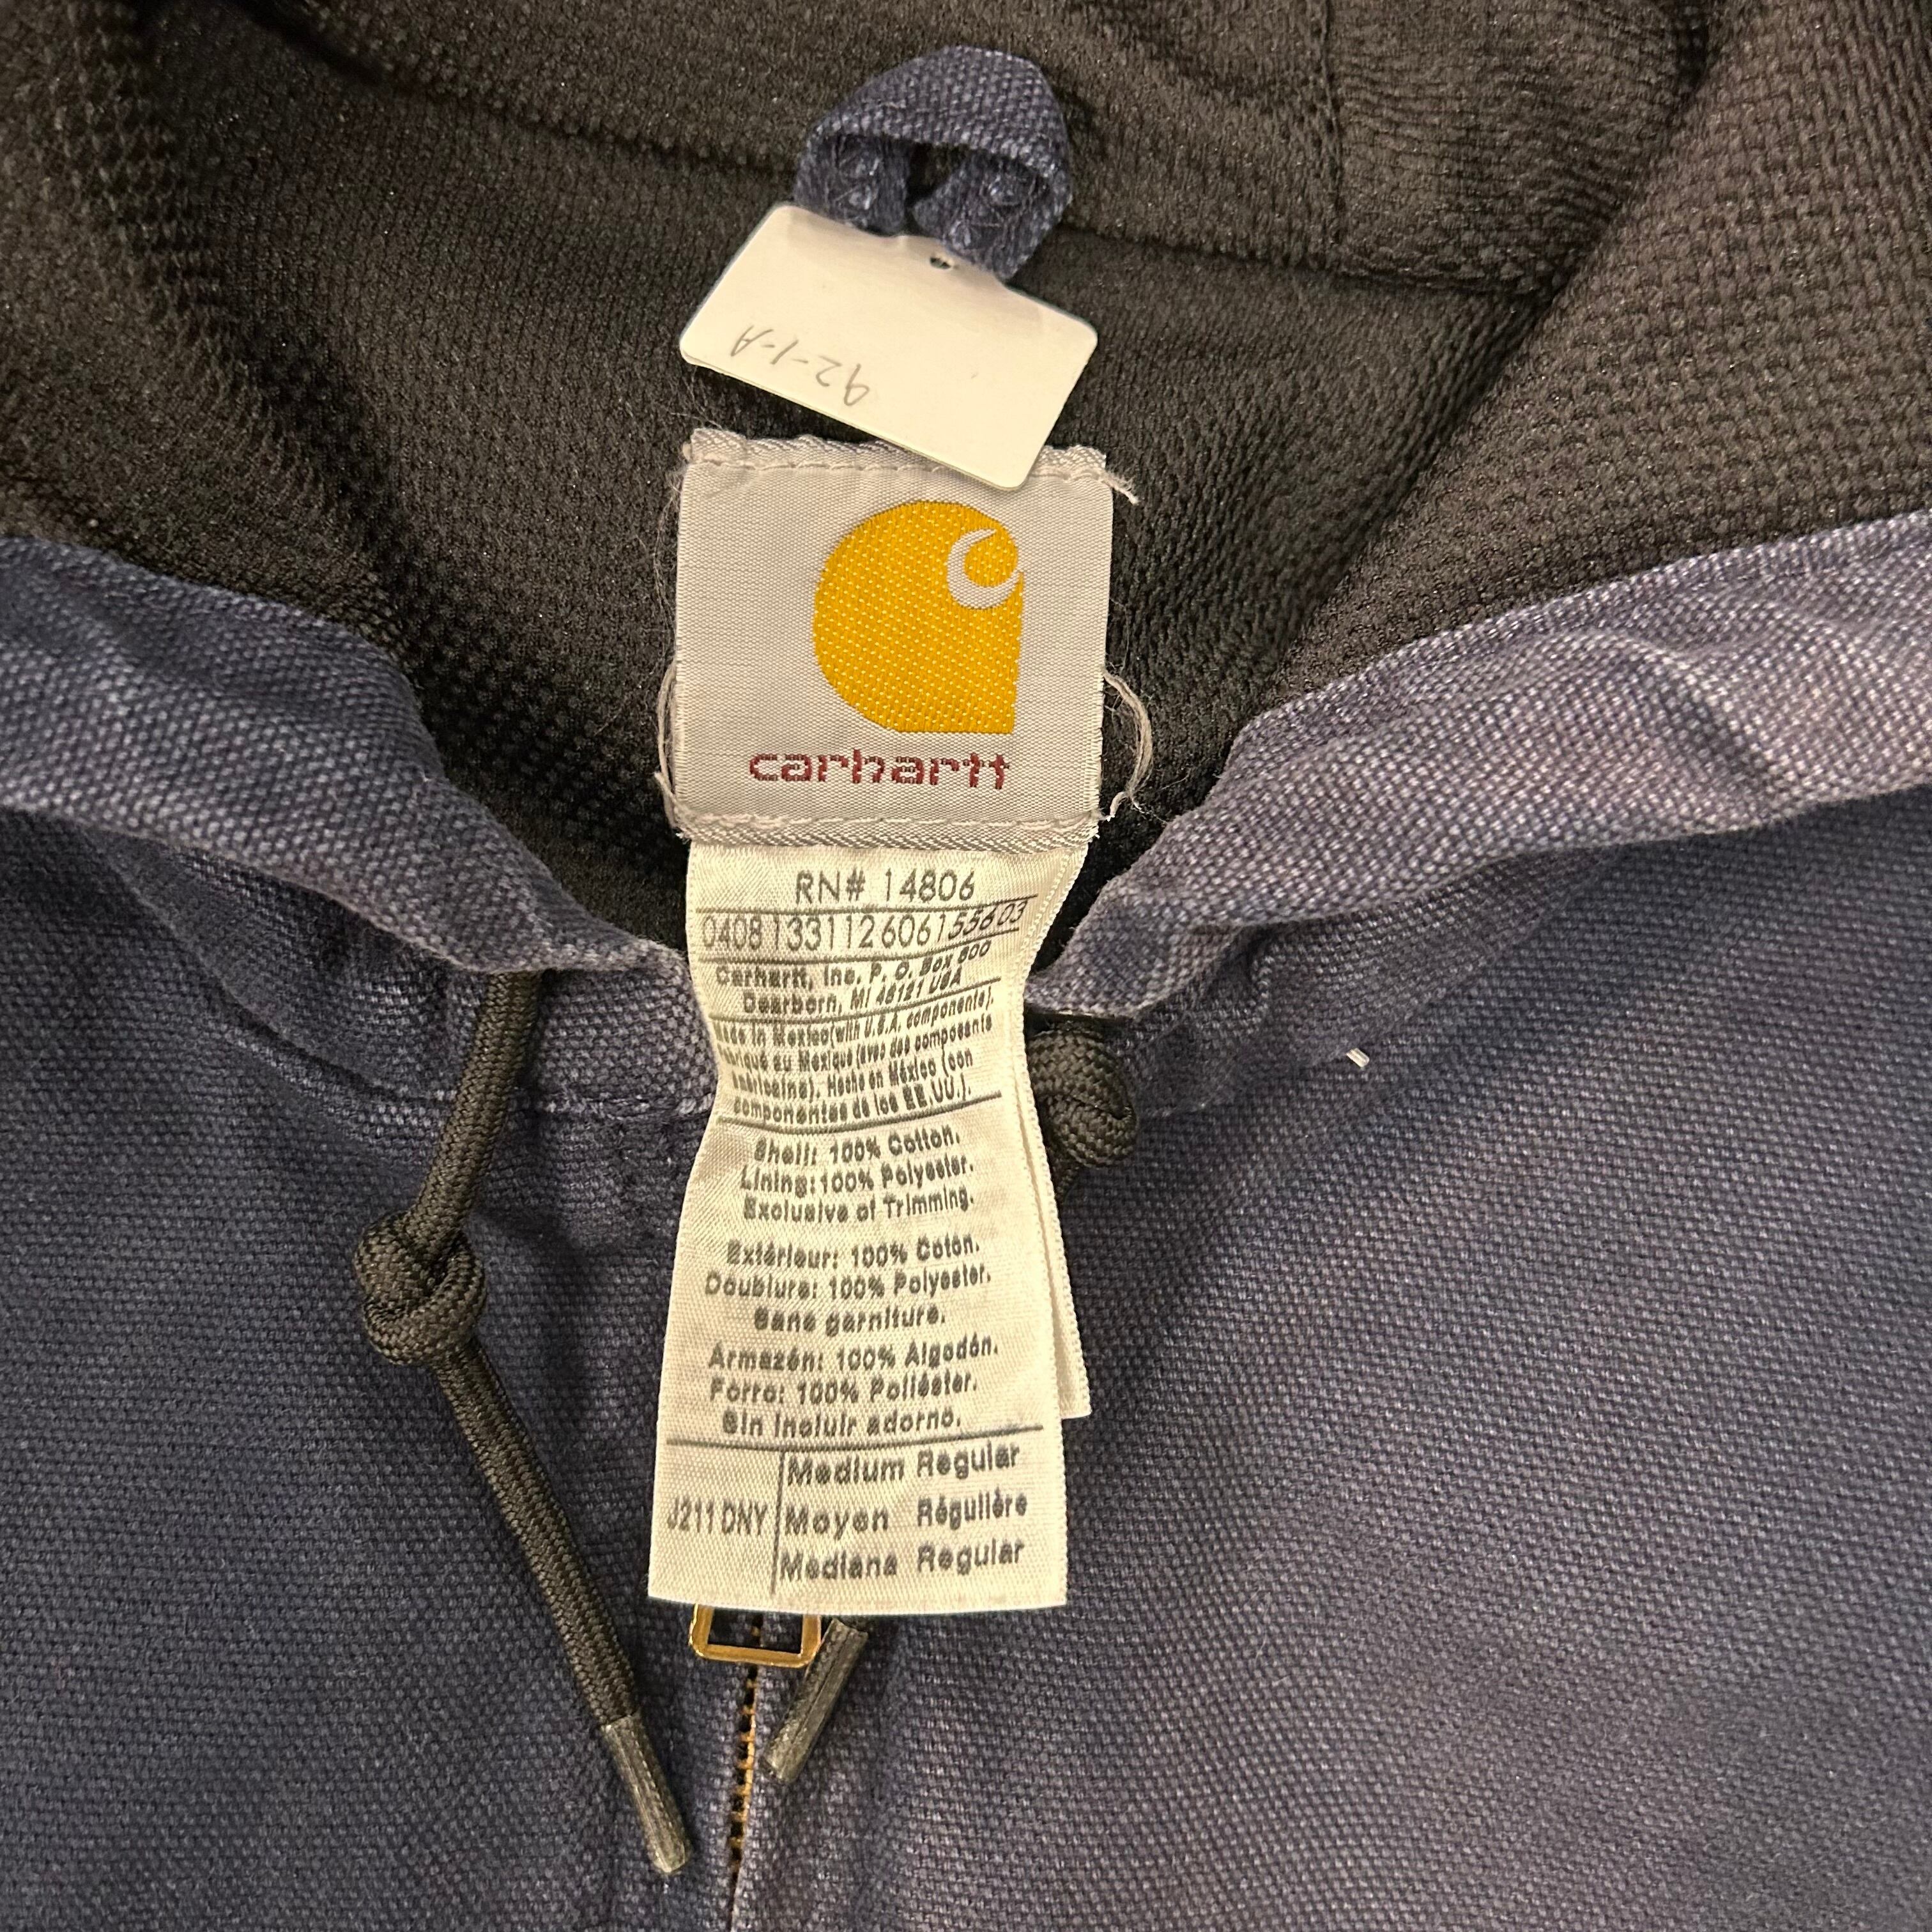 92-1-A
carhartt
RN# 14806
0408133112606155603
Carhartt, Inc. P. O. Box 600
Dearborn, MI 48121 USA
Made in Mexico(with U.S.A. components).
Fabriqué au Mexique (avec des composants
américains). Hecho en México (con
componentes de los EE.UU.).
Shell: 100% Cotton.
Lining: 100% Polyester.
Exclusive of Trimming.
Extérieur: 100% Coton.
Doublure: 100% Polyester.
Sans garniture.
Armazón: 100% Algodón.
Forro: 100% Poliéster.
Sin incluir adorno.
Medium Regular
J211 DNY Moyen Régulière
Mediana Regular